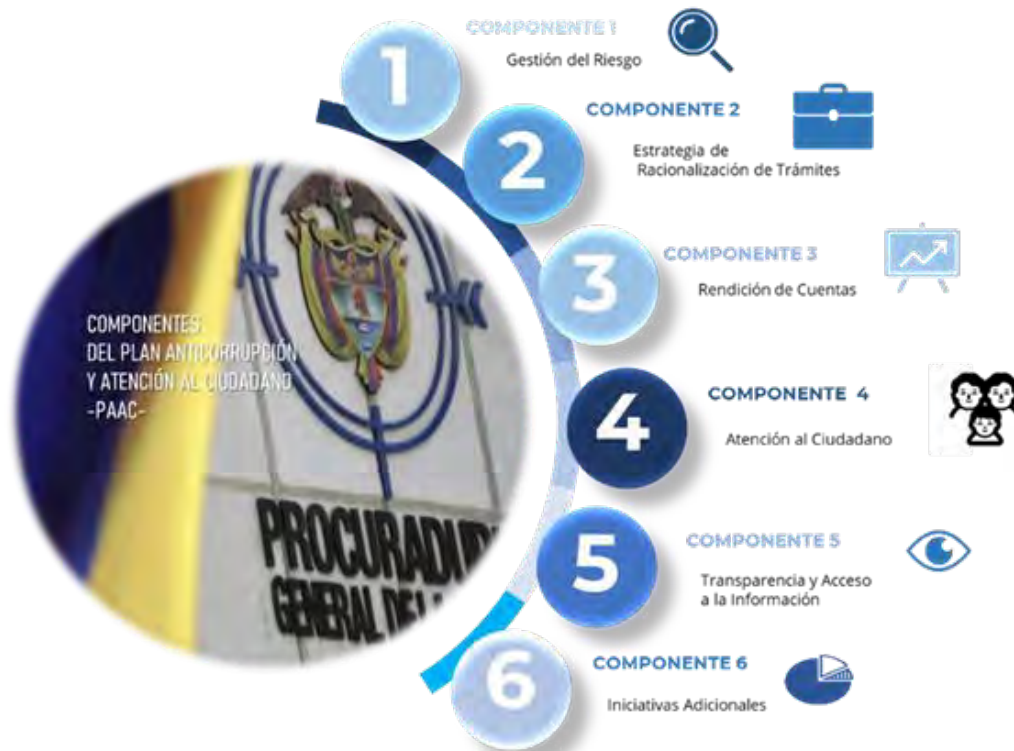 COMPONENTES
DEL PLAN ANTICORRUPCIÓN
Y ATENCIÓN AL CIUDADANO
-PAAC-
PROCURADURÍ
GENERAL DE L
1
COMPONENTE 1
Gestión del Riesgo
2
COMPONENTE 2
Estrategia de
Racionalización de Trámites
3
COMPONENTE 3
Rendición de Cuentas
4
COMPONENTE 4
Atención al Ciudadano
5
COMPONENTE 5
Transparencia y Acceso
a la Información
6
COMPONENTE 6
Iniciativas Adicionales